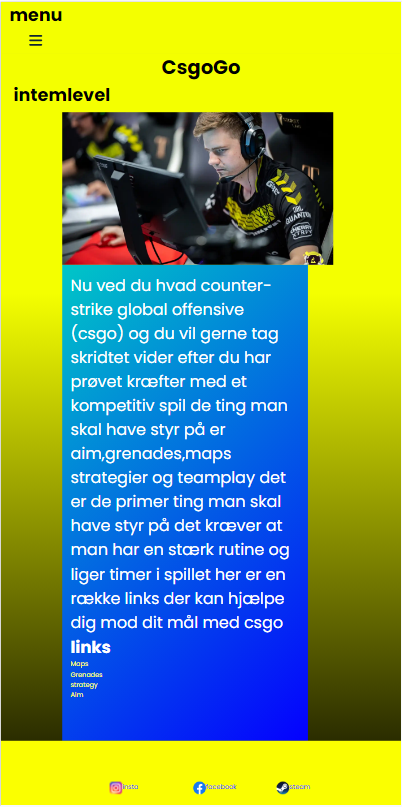 menu
CsgoGo
intemlevel
QUANTUM
CHERRY
XTRFY
Nu ved du hvad counter-
strike global offensive
(csgo) og du vil gerne tag
skridtet vider efter du har
prøvet kræfter med et
kompetitiv spil de ting man
skal have styr på er
aim,grenades,maps
strategier og teamplay det
er de primer ting man skal
have styr på det kræver at
man har en stærk rutine og
liger timer i spillet her er en
række links der kan hjælpe
dig mod dit mål med csgo
links
Maps
Grenades
strategy
Aim
insta facebook steam